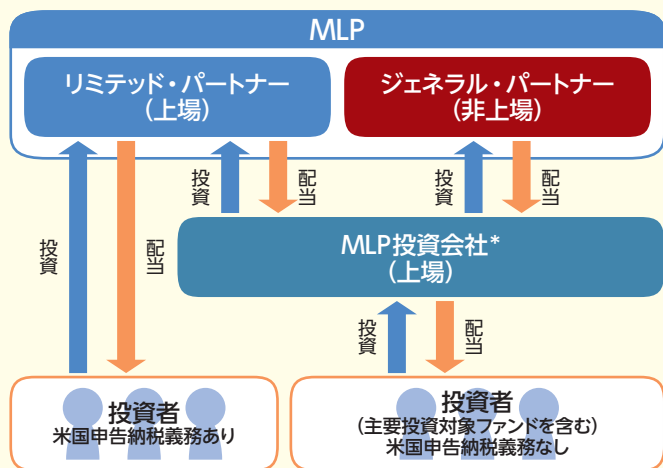 MLP
リミテッド・パートナー
(上場)
ジェネラル・パートナー
(非上場)
投資
配当
投資
配当
投資
配当
MLP投資会社*
(上場)
投資
配当
投資者
米国申告納税義務あり
投資者
(主要投資対象ファンドを含む)
米国申告納税義務なし